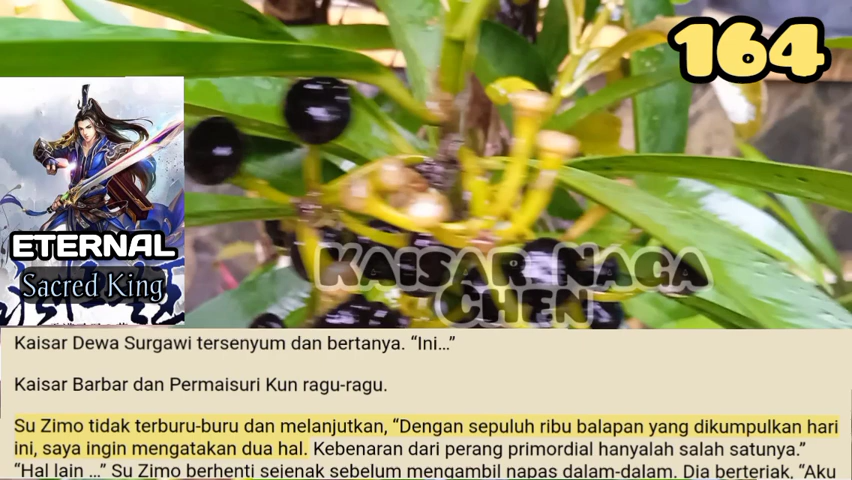 164
ETERNAL
Sacred King
KAISAR NAGA
CHEN
Kaisar Dewa Surgawi tersenyum dan bertanya. “Ini…”
Kaisar Barbar dan Permaisuri Kun ragu-ragu.
Su Zimo tidak terburu-buru dan melanjutkan, “Dengan sepuluh ribu balapan yang dikumpulkan hari
ini, saya ingin mengatakan dua hal. Kebenaran dari perang primordial hanyalah salah satunya.”
“Hal lain …” Su Zimo berhenti sejenak sebelum mengambil napas dalam-dalam. Dia berteriak, “Aku